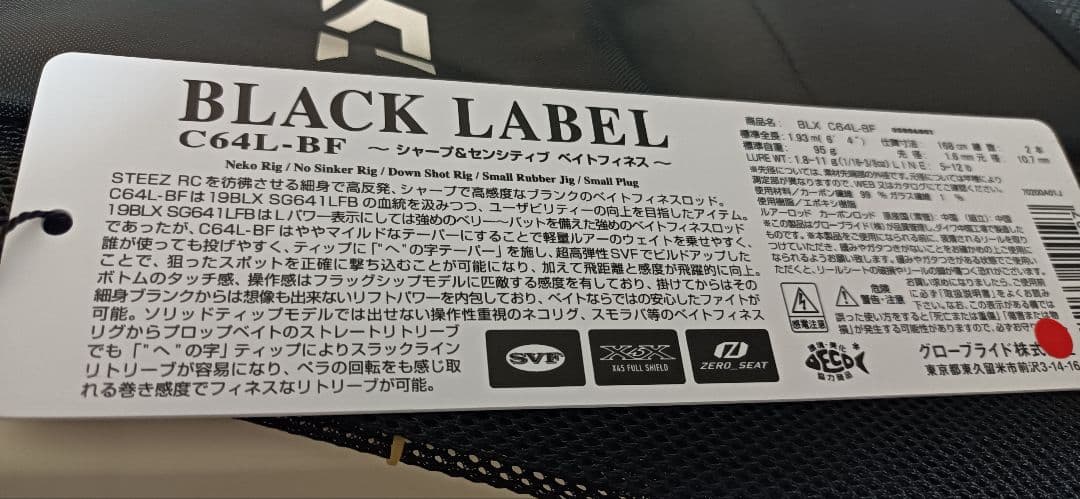 BLACK LABEL
C64L-BF ～ シャープ&センシティブ ベイトフィネス ～
Neko Rig / No Sinker Rig / Down Shot Rig / Small Rubber Jig / Small Plug
STEEZ RCを彷彿させる細身で高反発、シャープで高感度なブランクのベイトフィネスロッド。
C64L-BFは19BLX SG641LFBの血統を汲みつつ、ユーザビリティーの向上を目指したアイテム。
19BLX SG641LFBはLパワー表示にしては強めのベリー〜バットを備えた強めのベイトフィネスロッド
であったが、C64L-BFはややマイルドなテーパーにすることで軽量ルアーのウェイトを乗せやすく、
誰が使っても投げやすく、ティップに「"へ"の字テーパー」を施し、超高弾性SVFでビルドアップした
ことで、狙ったスポットを正確に撃ち込むことが可能になり、加えて飛距離と感度が飛躍的に向上。
ボトムのタッチ感、操作感はフラッグシップモデルに匹敵する感度を有しており、掛けてからはその
細身ブランクからは想像も出来ないリフトパワーを内包しており、ベイトならではの安心したファイトが
可能。ソリッドティップモデルでは出せない操作性重視のネコリグ、スモラバ等のベイトフィネス
リグからプロップベイトのストレートリトリーブ
でも「"へ"の字」ティップによりスラックライン
リトリーブが容易になり、ペラの回転をも感じ取
れる巻き感度でフィネスなリトリーブが可能。
SVF
X45 FULL SHIELD
ZERO_SEAT
商品名: BLX C64L-BF
標準全長: 1.93m(6' 4") 仕舞寸法: 168cm 継数: 2本
標準自重: 95g 先径: 1.6mm 元径: 10.7mm
LURE WT: 1.8-11g(1/16-3/8oz) LINE: 5-12lb
使用材料/カーボン繊維 99% ガラス繊維 1%
使用樹脂/エポキシ樹脂
ルアーロッド カーボンロッド 原産国(素管):中国 (組立):中国
70200A01-J
感電注意
危険
警告・注意
グローブライド株式
東京都東久留米市前沢3-14-16